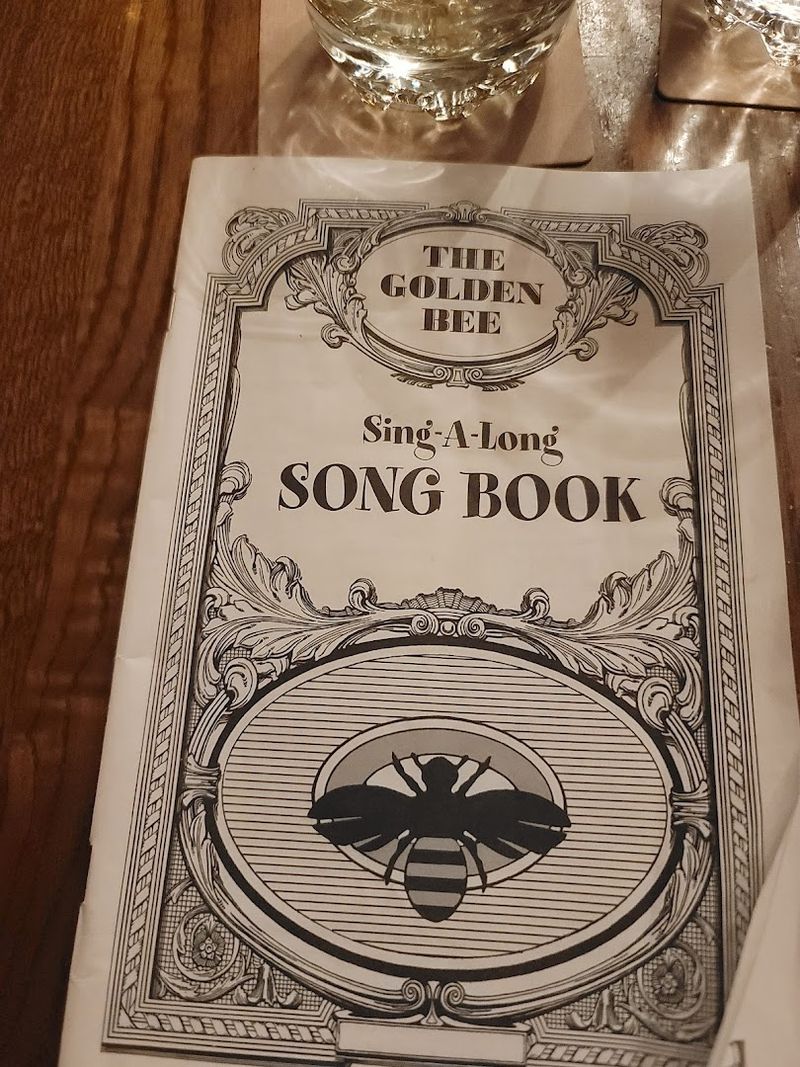 THE
GOLDEN
BEE
Sing-A-Long
SONG BOOK